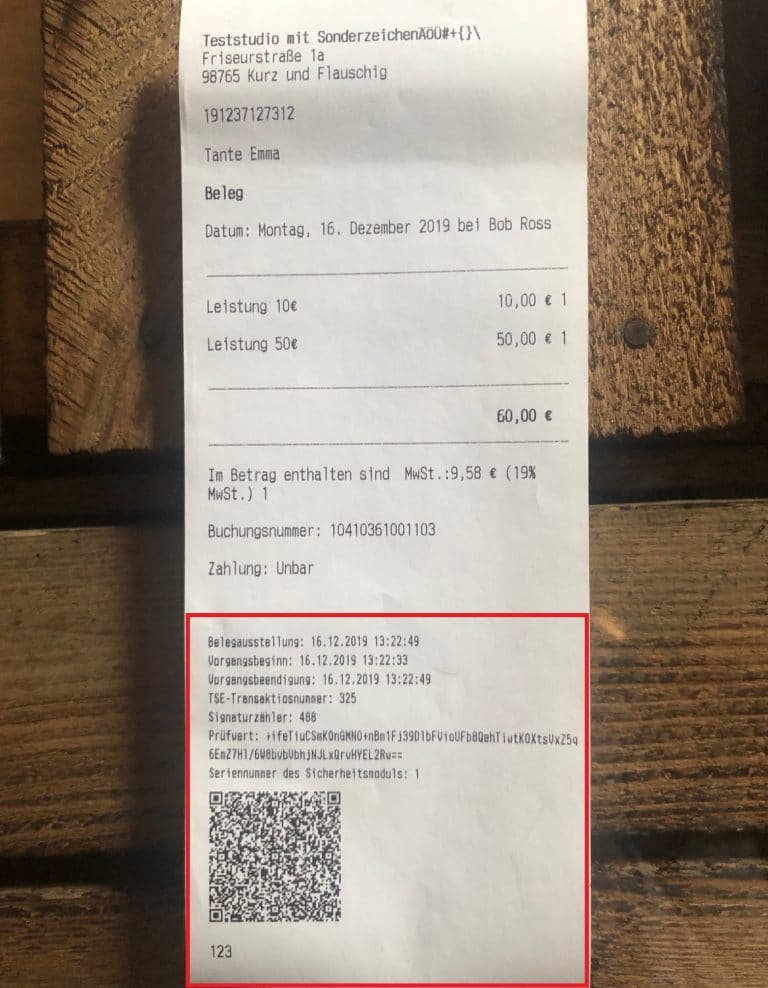 Teststudio mit SonderzeichenÄÖÜ#+{}\
Friseurstraße 1a
98765 Kurz und Flauschig
191237127312
Tante Emma
Beleg
Datum: Montag, 16. Dezember 2019 bei Bob Ross
Leistung 10€ 10,00 € 1
Leistung 50€ 50,00 € 1
60,00 €
Im Betrag enthalten sind MwSt.:9,58 € (19%
MwSt.) 1
Buchungsnummer: 10410361001103
Zahlung: Unbar
Belegausstellung: 16.12.2019 13:22:49
Vorgangsbeginn: 16.12.2019 13:22:33
Vorgangsbeendigung: 16.12.2019 13:22:49
TSE-Transaktiosnummer: 325
Signaturzähler: 488
Prüfwert:
Seriennummer des Sicherheitsmoduls: 1
123